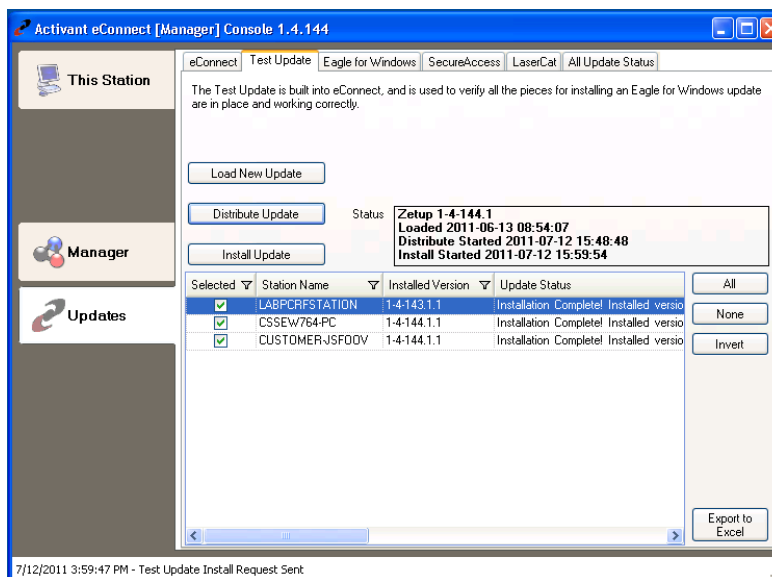 Activant eConnect [Manager] Console 1.4.144
This Station
Manager
Updates
eConnect
Test Update
Eagle for Windows
SecureAccess
LaserCat
All Update Status
The Test Update is built into eConnect, and is used to verify all the pieces for installing an Eagle for Windows update
are in place and working correctly.
Load New Update
Distribute Update
Install Update
Status
Zetup 1-4-144.1
Loaded 2011-06-13 08:54:07
Distribute Started 2011-07-12 15:48:48
Install Started 2011-07-12 15:59:54
Selected Station Name Installed Version Update Status
LABPCRFSTATION 1-4-143.1.1 Installation Complete! Installed versio
CSSEW764-PC 1-4-144.1.1 Installation Complete! Installed versio
CUSTOMER-JSFOOV 1-4-144.1.1 Installation Complete! Installed versio
All
None
Invert
Export to
Excel
7/12/2011 3:59:47 PM - Test Update Install Request Sent